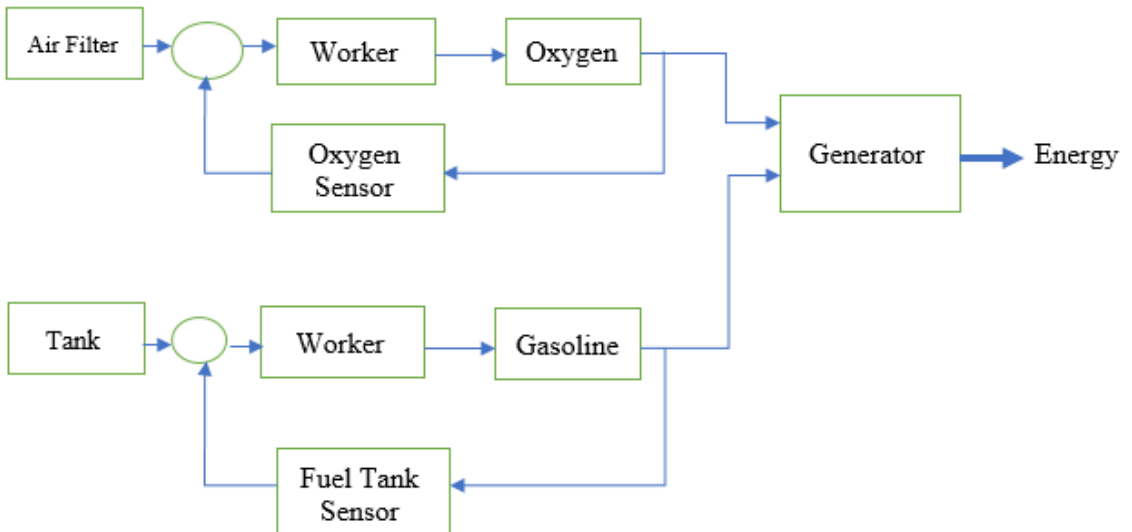 Air Filter
Worker
Oxygen
Oxygen
Sensor
Generator
Energy
Tank
Worker
Gasoline
Fuel Tank
Sensor